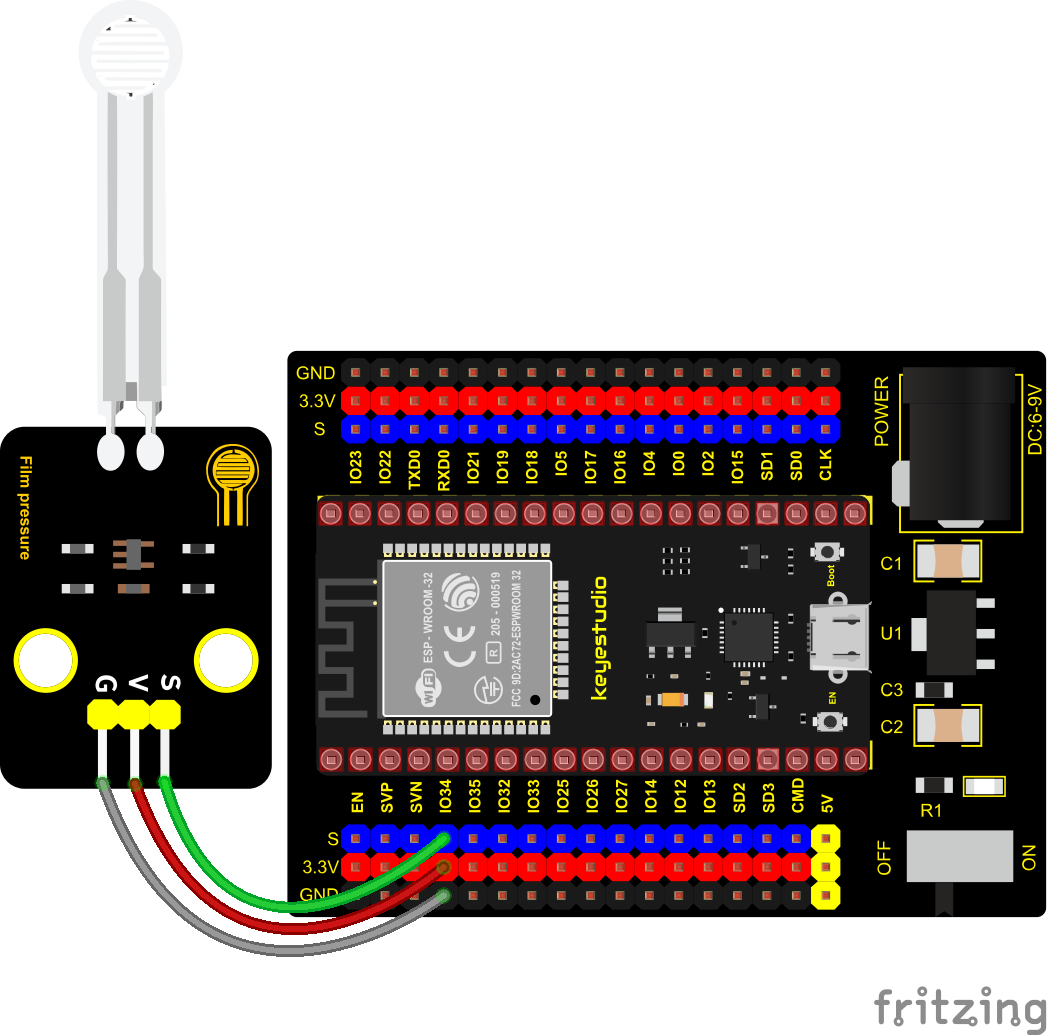 Film pressure
G
V
S
GND
3.3V
S
IO23
IO22
TXD0
RXD0
IO21
IO19
IO18
IO5
IO17
IO16
IO4
IO0
IO2
IO15
SD1
SD0
CLK
POWER
DC:6-9V
WiFi
ESP - WROOM-32
CE
R
205 - 000519
FCC 9D:2AC72-ESPWROOM 32
keyestudio
Boot
EN
C1
U1
C3
C2
R1
OFF
ON
EN
SVP
SVN
IO34
IO35
IO32
IO33
IO25
IO26
IO27
IO14
IO12
IO13
SD2
SD3
CMD
5V
S
3.3V
GND
fritzing